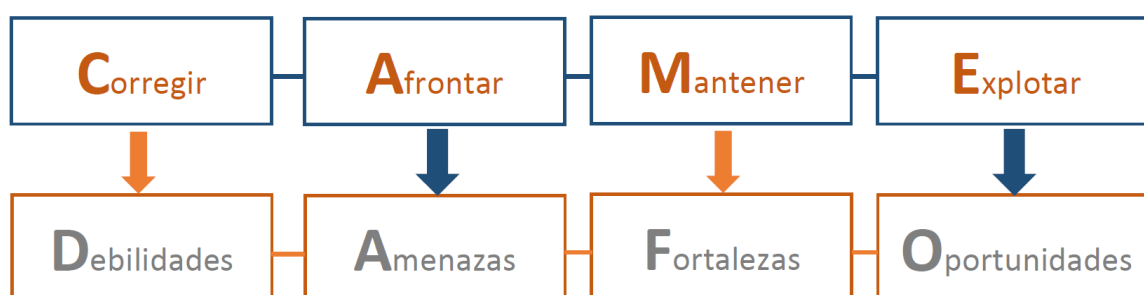 Corregir Afrontar Mantener Explotar
Debilidades Amenazas Fortalezas Oportunidades